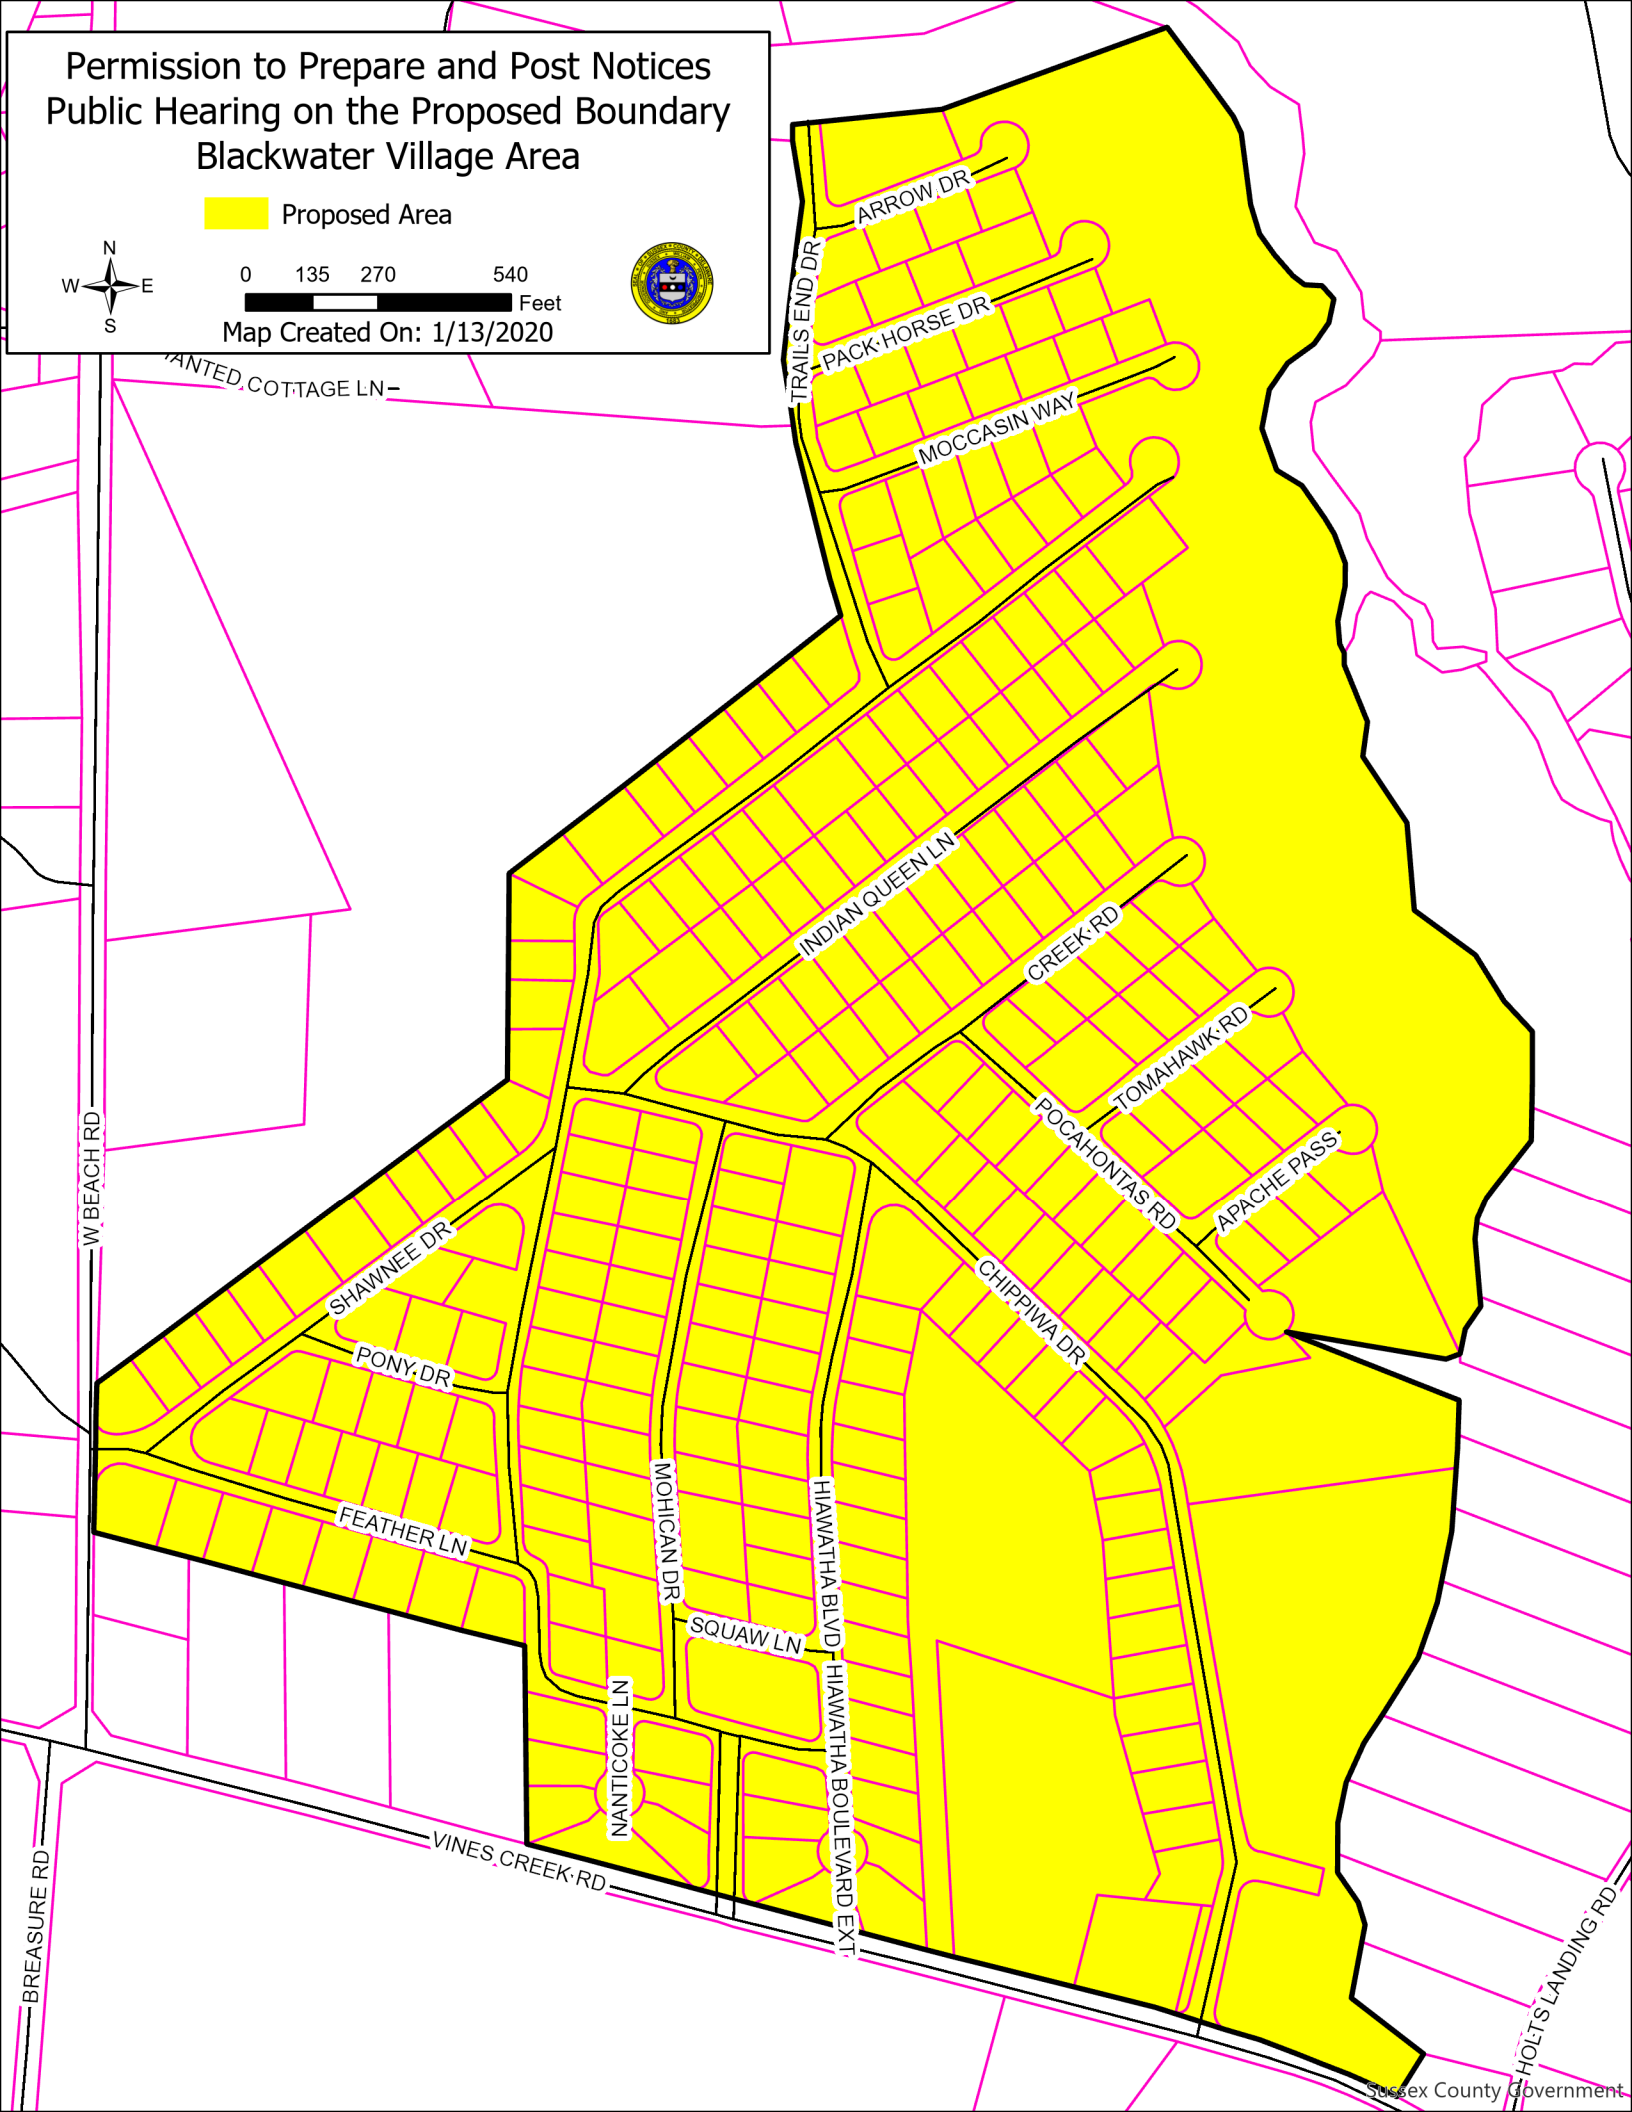 Permission to Prepare and Post Notices
Public Hearing on the Proposed Boundary
Blackwater Village Area
Proposed Area
N
W E
S
0 135 270 540
Feet
Map Created On: 1/13/2020
COTTAGE LN
ARROW DR
TRAILS END DR
PACK HORSE DR
MOCCASIN WAY
INDIAN QUEEN LN
CREEK RD
TOMAHAWK RD
POCAHONTAS RD
APACHE PASS
W BEACH RD
SHAWNEE DR
CHIPPIWA DR
PONY DR
FEATHER LN
MOHICAN DR
HIAWATHA BLVD
SQUAW LN
NANTICOKE LN
HIAWATHA BOULEVARD EXT
VINES CREEK RD
BREASURE RD
HOLTS LANDING RD
Sussex County Government